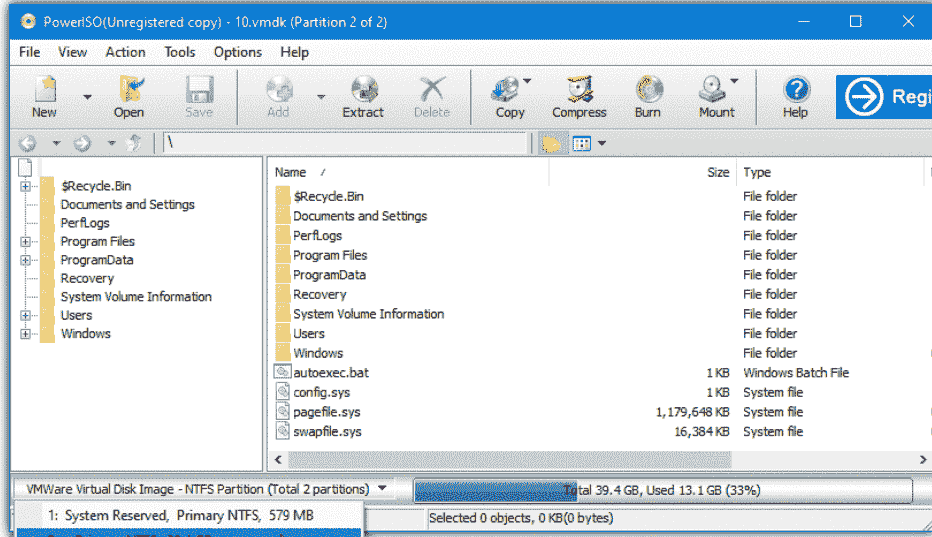 PowerISO(Unregistered copy) - 10.vmdk (Partition 2 of 2)
File View Action Tools Options Help
New Open Save Add Extract Delete Copy Compress Burn Mount Help Regi
\
$Recycle.Bin
Documents and Settings
PerfLogs
Program Files
ProgramData
Recovery
System Volume Information
Users
Windows
Name / Size Type
$Recycle.Bin File folder
Documents and Settings File folder
PerfLogs File folder
Program Files File folder
ProgramData File folder
Recovery File folder
System Volume Information File folder
Users File folder
Windows File folder
autoexec.bat 1 KB Windows Batch File
config.sys 1 KB System file
pagefile.sys 1,179,648 KB System file
swapfile.sys 16,384 KB System file
VMWare Virtual Disk Image - NTFS Partition (Total 2 partitions) Total 39.4 GB, Used 13.1 GB (33%)
1: System Reserved, Primary NTFS, 579 MB
Selected 0 objects, 0 KB(0 bytes)